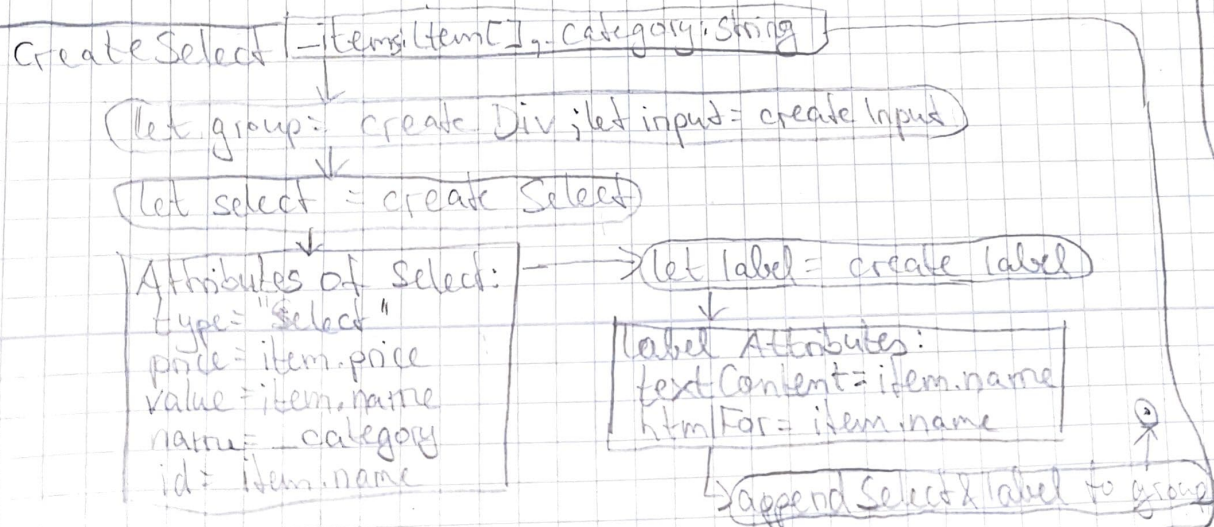 createSelect _items:Item[], _category:string
let group= create Div; let input= create Input
let select = create Select
Attributes of Select:
type="select"
price=item.price
value=item.name
name=_category
id= item.name
let label= create label
label Attributes:
textContent=item.name
htmlFor= item.name
append Select & label to group